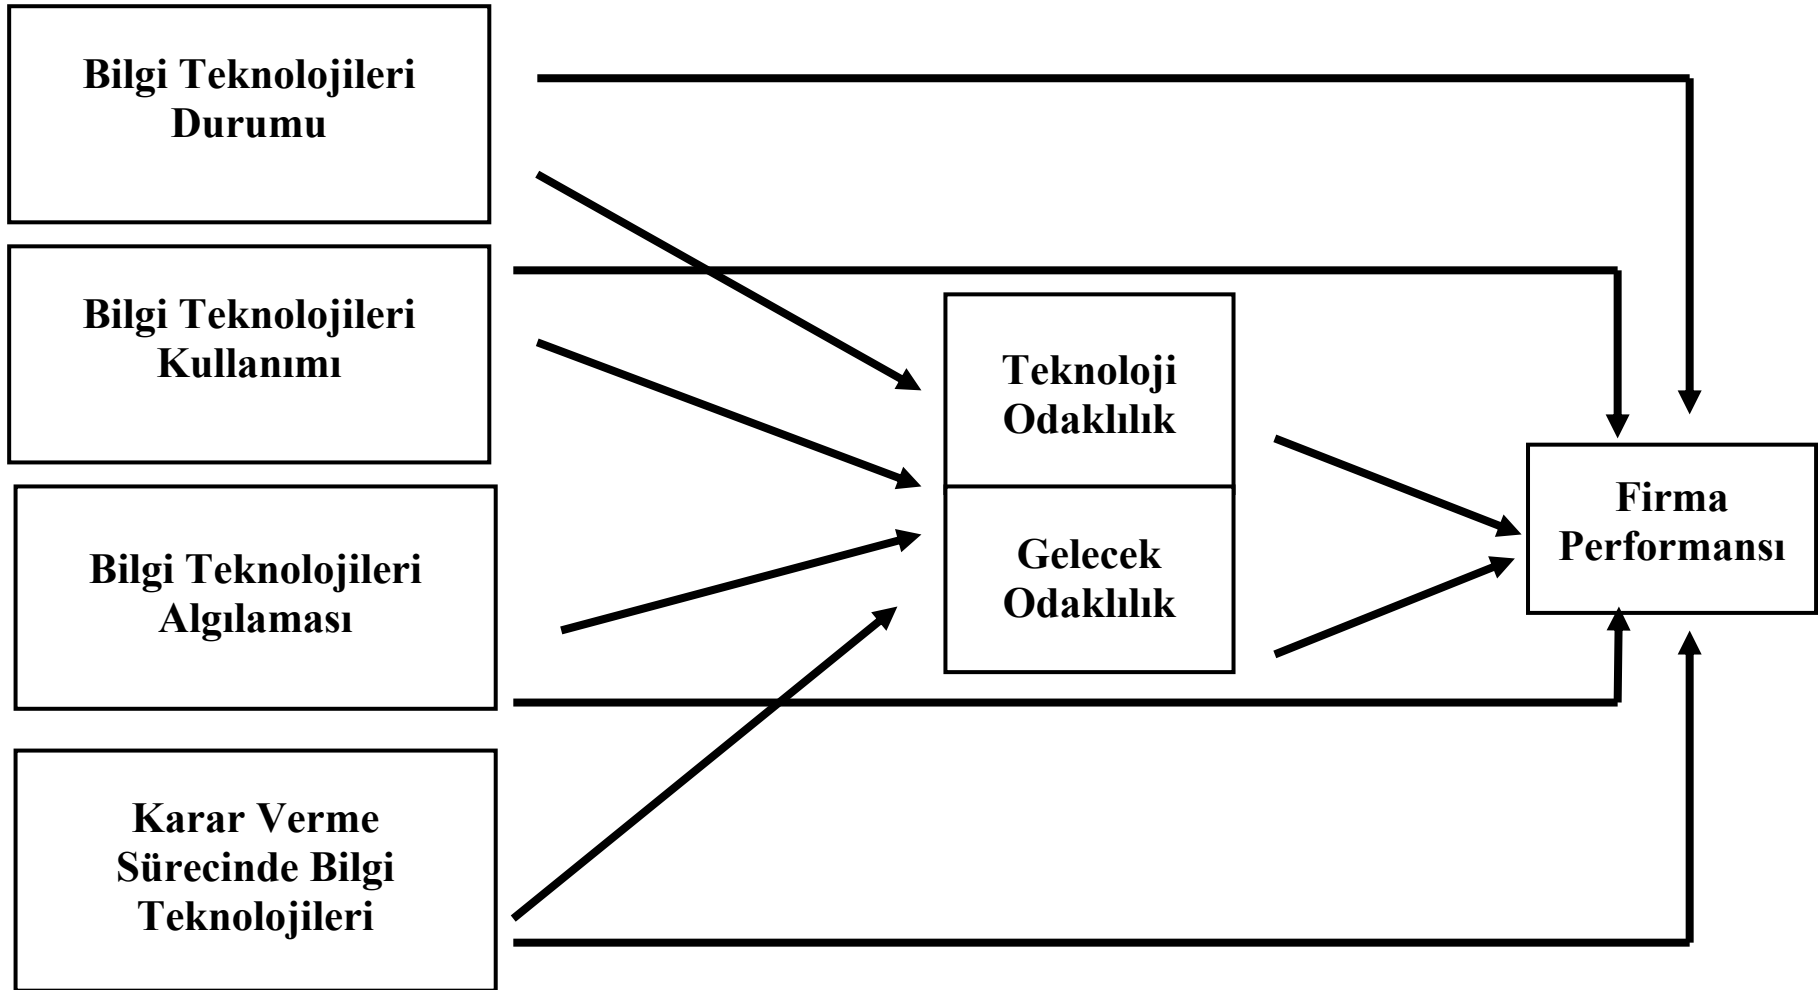 Bilgi Teknolojileri
Durumu
Bilgi Teknolojileri
Kullanımı
Bilgi Teknolojileri
Algılaması
Karar Verme
Sürecinde Bilgi
Teknolojileri
Teknoloji
Odaklılık
Gelecek
Odaklılık
Firma
Performansı